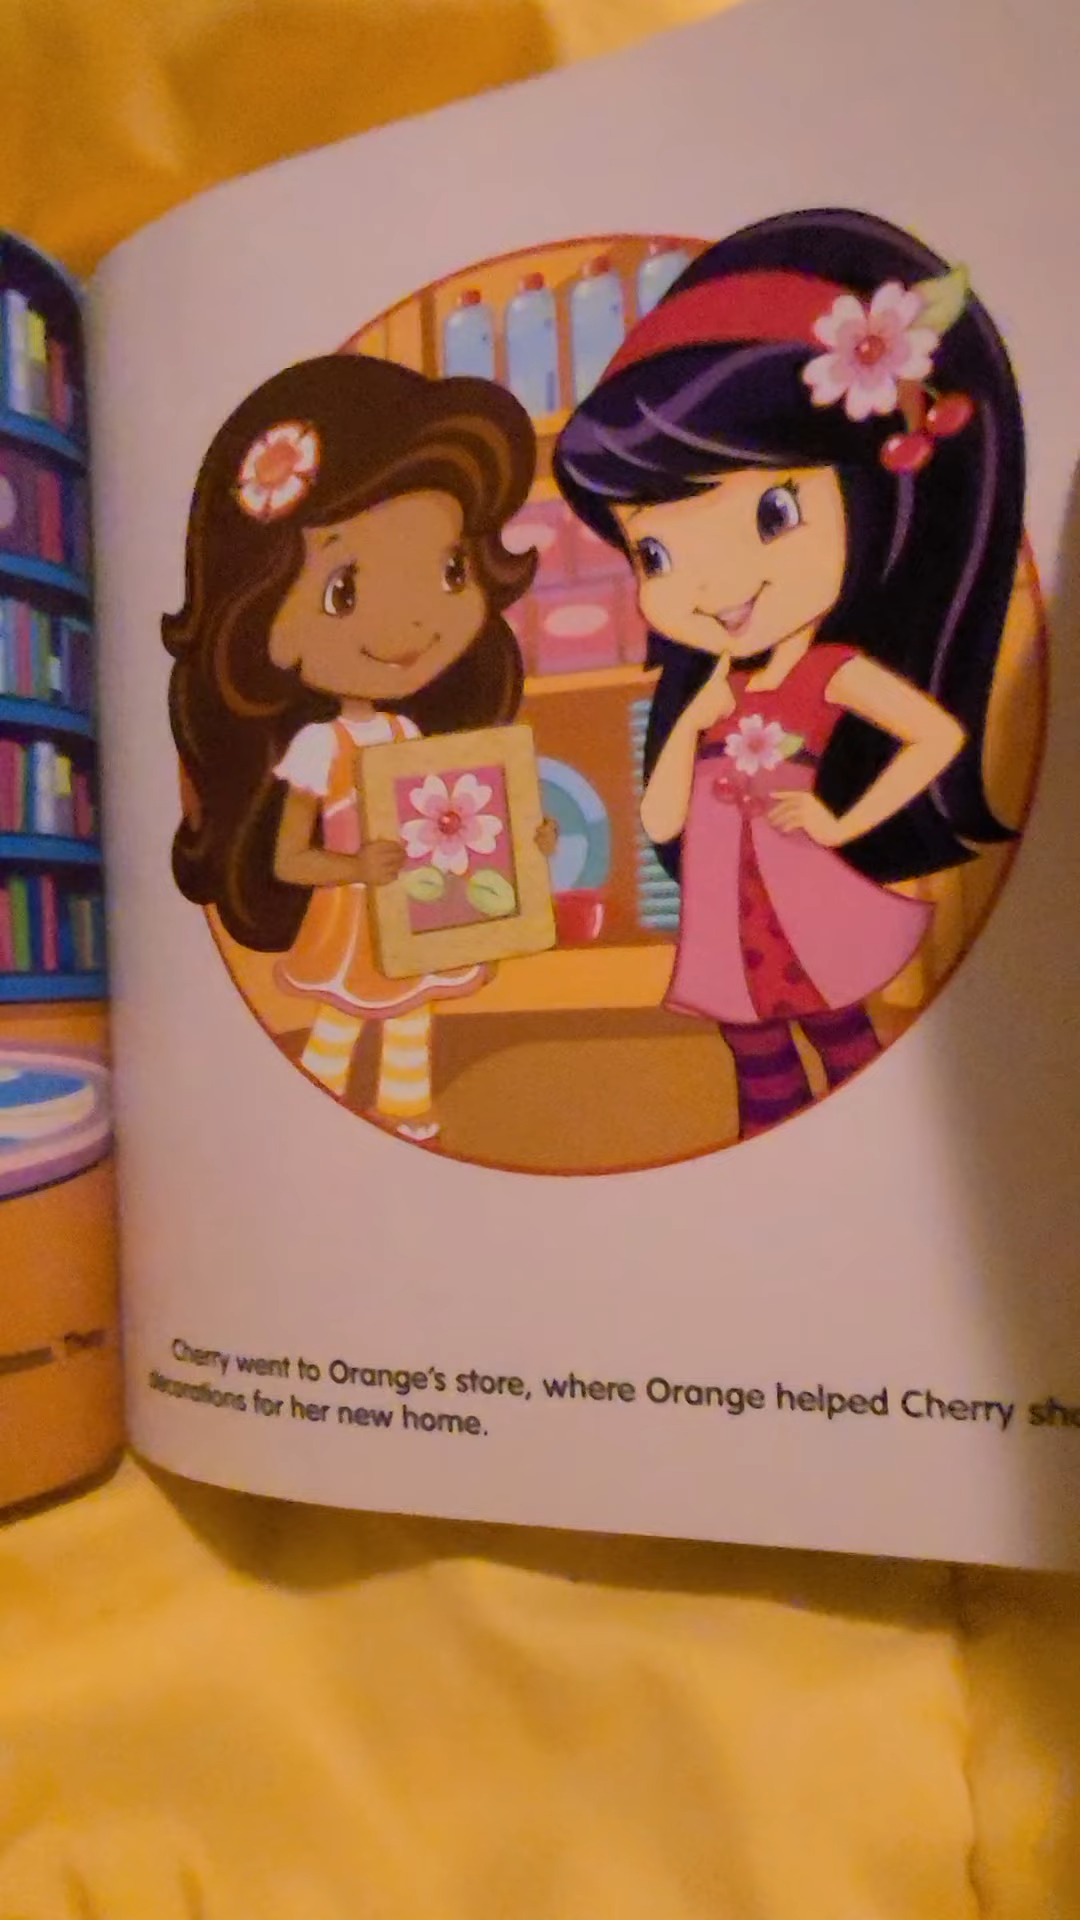 Cherry went to Orange's store, where Orange helped Cherry
decorations for her new home.